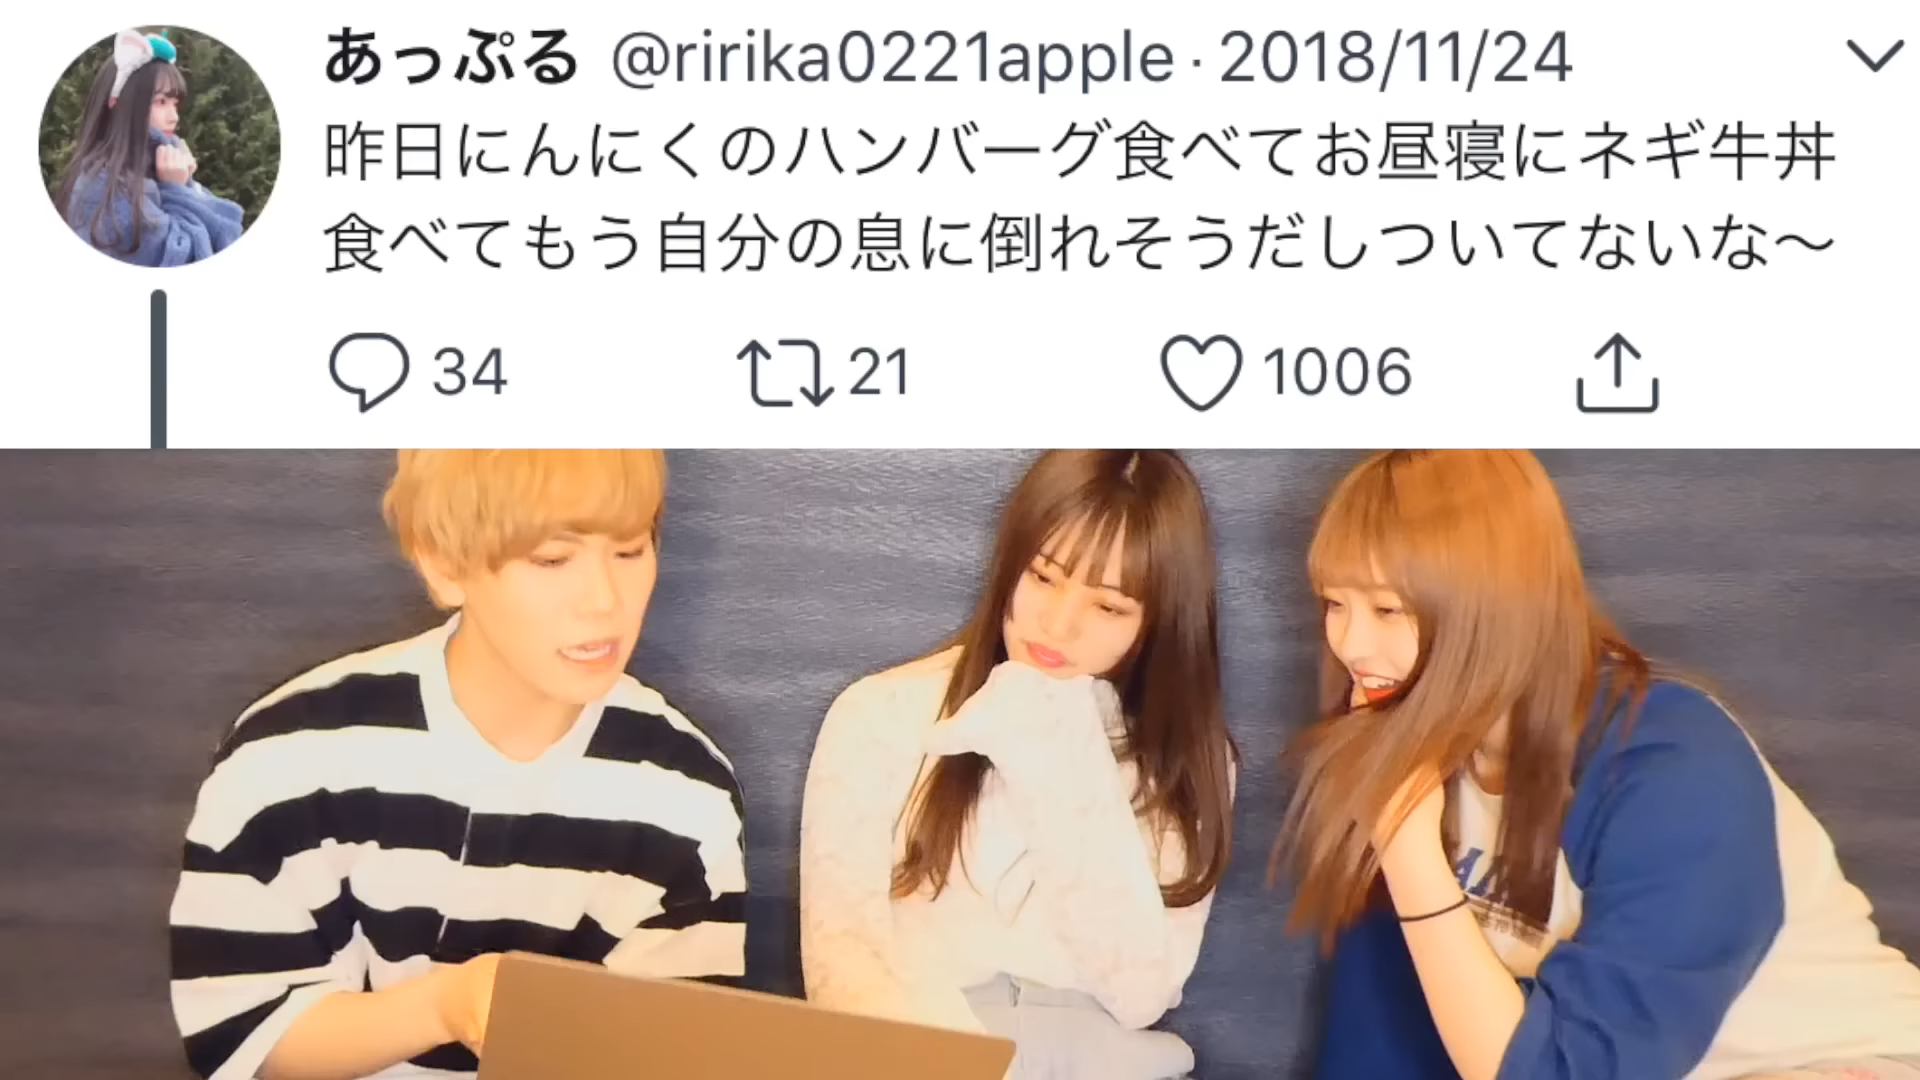 あっぷる @ririka0221apple · 2018/11/24
昨日にんにくのハンバーグ食べてお昼寝にネギ牛丼
食べてもう自分の息に倒れそうだしついてないな〜
34 21 1006